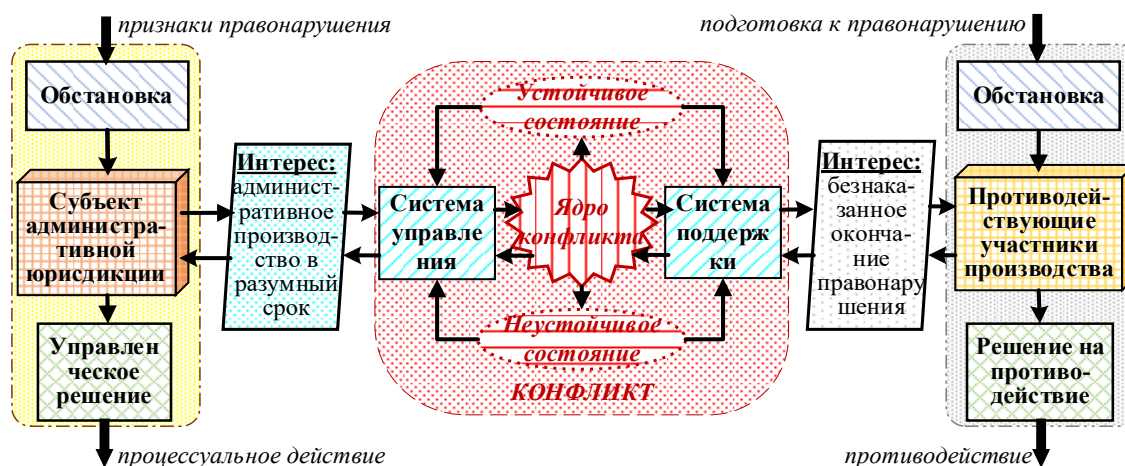 признаки правонарушения
Обстановка
Субъект
административ-
ной
юрисдикции
Управлен
ческое
решение
процессуальное действие
Интерес:
админист-
ративное
производ-
ство в
разумный
срок
Устойчивое
состояние
Система
управле
ния
Ядро
конфликта
Система
поддерж
ки
Неустойчивое
состояние
КОНФЛИКТ
Интерес:
безнака-
занное
оконча-
ние
правонару
шения
подготовка к правонарушению
Обстановка
Противодей-
ствующие
участники
производства
Решение на
противо-
действие
противодействие